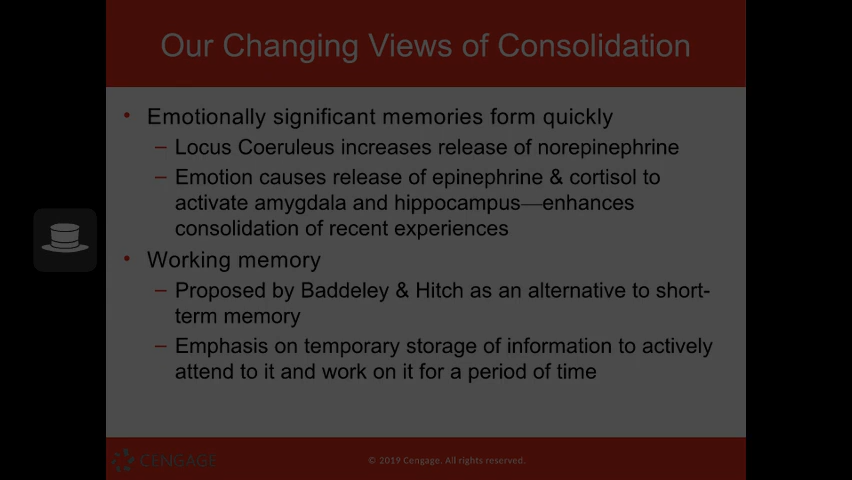 Our Changing Views of Consolidation
• Emotionally significant memories form quickly
– Locus Coeruleus increases release of norepinephrine
– Emotion causes release of epinephrine & cortisol to
activate amygdala and hippocampus—enhances
consolidation of recent experiences
• Working memory
– Proposed by Baddeley & Hitch as an alternative to short-
term memory
– Emphasis on temporary storage of information to actively
attend to it and work on it for a period of time
CENGAGE
© 2019 Cengage. All rights reserved.